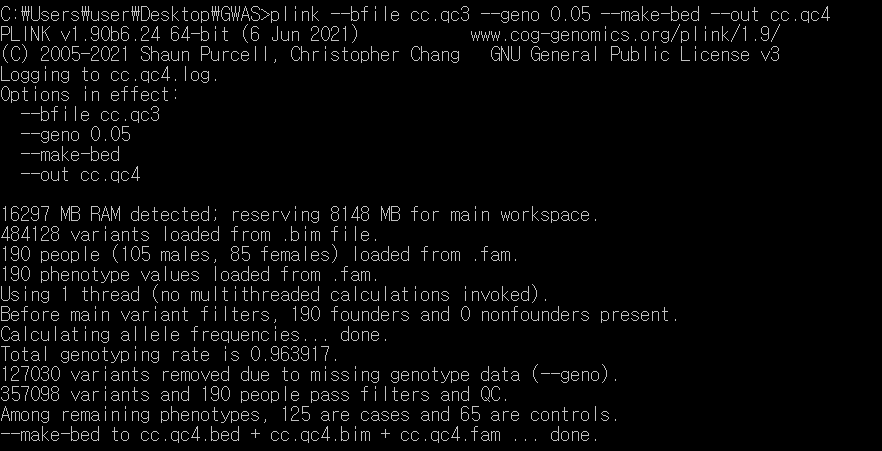 C:₩Users₩user₩Desktop₩GWAS>plink --bfile cc.qc3 --geno 0.05 --make-bed --out cc.qc4
PLINK v1.90b6.24 64-bit (6 Jun 2021) www.cog-genomics.org/plink/1.9/
(C) 2005-2021 Shaun Purcell, Christopher Chang GNU General Public License v3
Logging to cc.qc4.log.
Options in effect:
--bfile cc.qc3
--geno 0.05
--make-bed
--out cc.qc4
16297 MB RAM detected; reserving 8148 MB for main workspace.
484128 variants loaded from .bim file.
190 people (105 males, 85 females) loaded from .fam.
190 phenotype values loaded from .fam.
Using 1 thread (no multithreaded calculations invoked).
Before main variant filters, 190 founders and 0 nonfounders present.
Calculating allele frequencies... done.
Total genotyping rate is 0.963917.
127030 variants removed due to missing genotype data (--geno).
357098 variants and 190 people pass filters and QC.
Among remaining phenotypes, 125 are cases and 65 are controls.
--make-bed to cc.qc4.bed + cc.qc4.bim + cc.qc4.fam ... done.